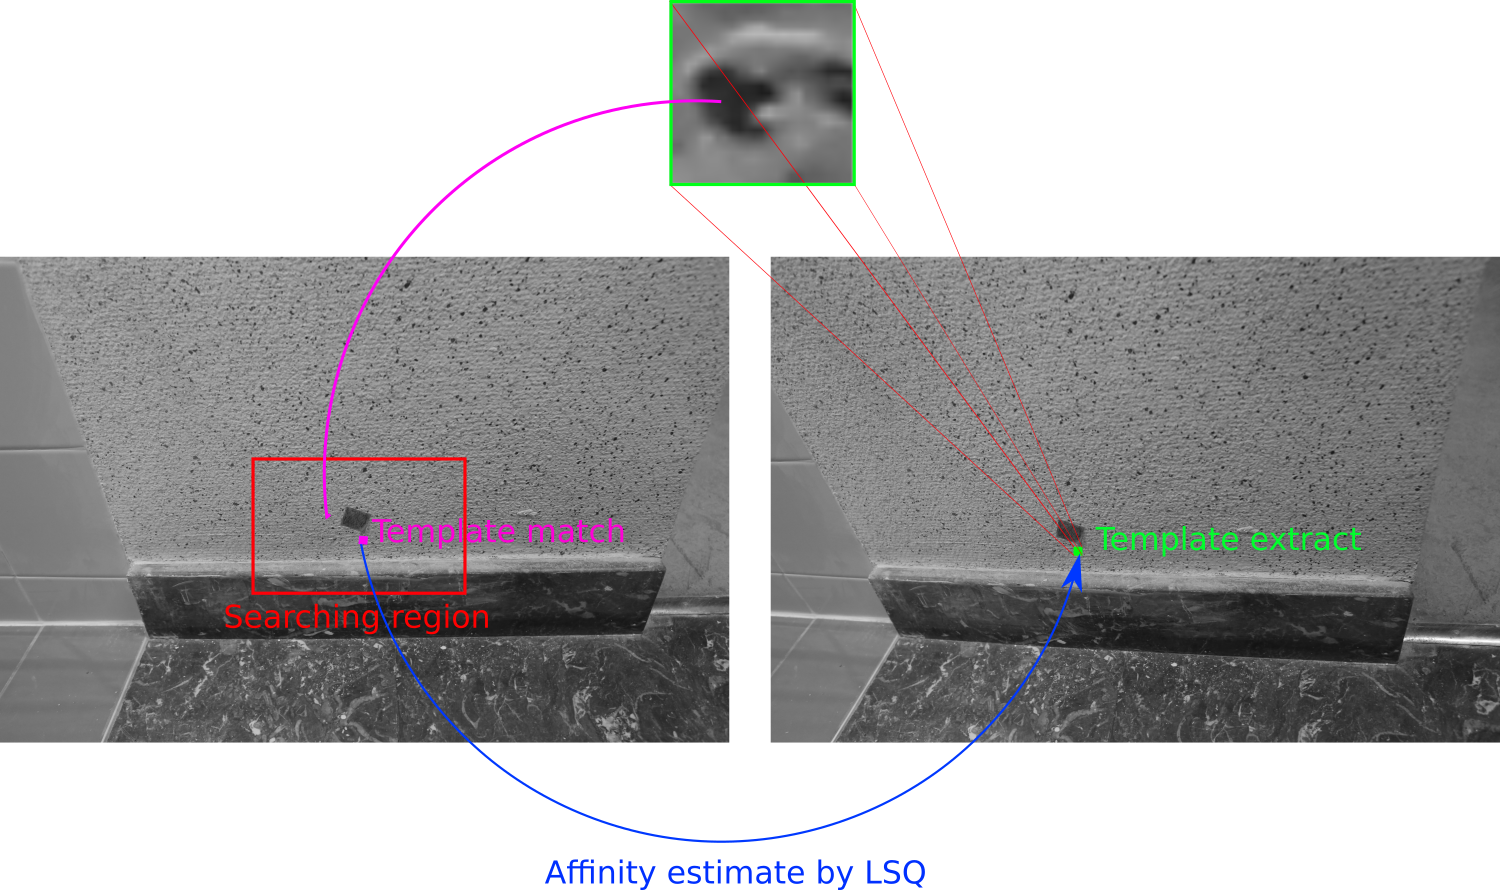 Template match
Template extract
Searching region
Affinity estimate by LSQ